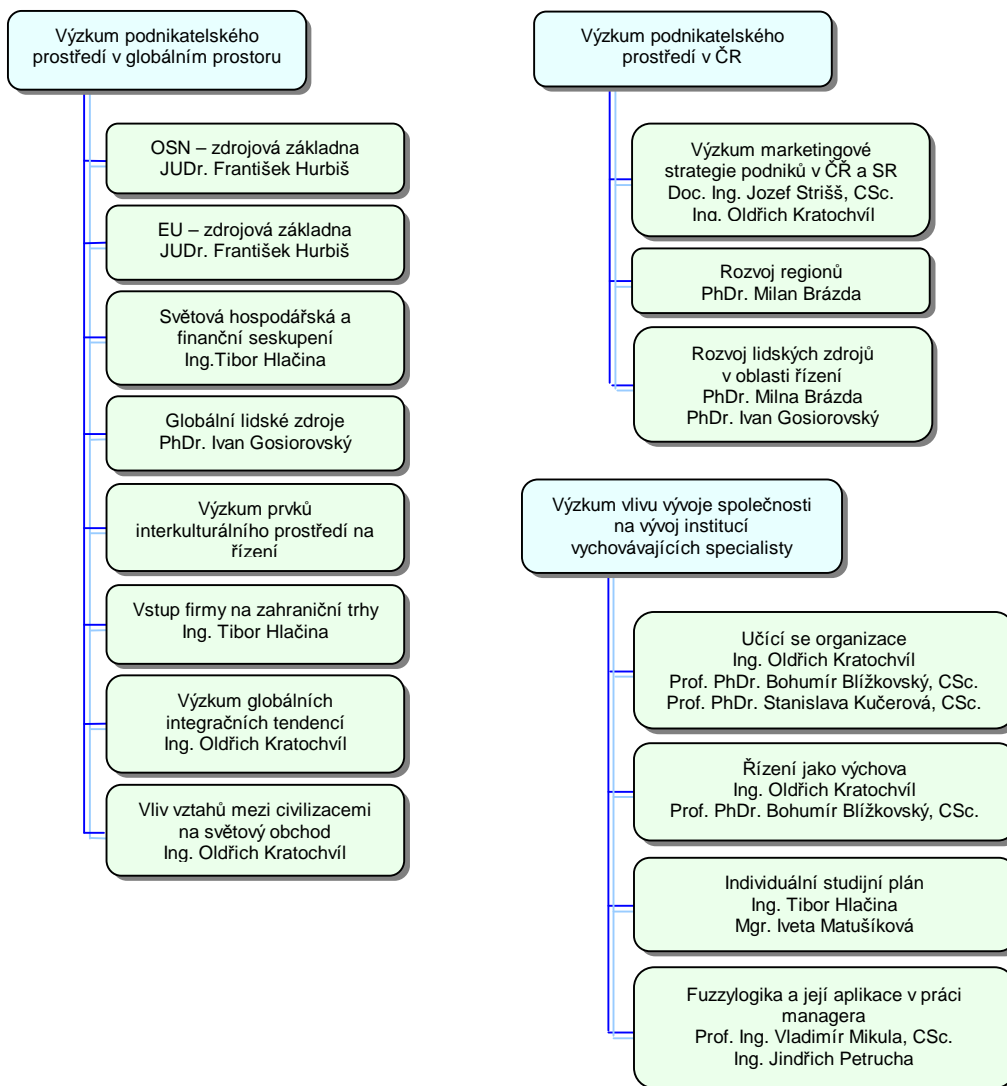 Výzkum podnikatelského
prostředí v globálním prostoru
OSN – zdrojová základna
JUDr. František Hurbiš
EU – zdrojová základna
JUDr. František Hurbiš
Světová hospodářská a
finanční seskupení
Ing.Tibor Hlačina
Globální lidské zdroje
PhDr. Ivan Gosiorovský
Výzkum prvků
interkulturálního prostředí na
řízení
Vstup firmy na zahraniční trhy
Ing. Tibor Hlačina
Výzkum globálních
integračních tendencí
Ing. Oldřich Kratochvíl
Vliv vztahů mezi civilizacemi
na světový obchod
Ing. Oldřich Kratochvíl
Výzkum podnikatelského
prostředí v ČR
Výzkum marketingové
strategie podniků v ČŘ a SR
Doc. Ing. Jozef Strišš, CSc.
Ing. Oldřich Kratochvíl
Rozvoj regionů
PhDr. Milan Brázda
Rozvoj lidských zdrojů
v oblasti řízení
PhDr. Milna Brázda
PhDr. Ivan Gosiorovský
Výzkum vlivu vývoje společnosti
na vývoj institucí
vychovávajících specialisty
Učící se organizace
Ing. Oldřich Kratochvíl
Prof. PhDr. Bohumír Blížkovský, CSc.
Prof. PhDr. Stanislava Kučerová, CSc.
Řízení jako výchova
Ing. Oldřich Kratochvíl
Prof. PhDr. Bohumír Blížkovský, CSc.
Individuální studijní plán
Ing. Tibor Hlačina
Mgr. Iveta Matušíková
Fuzzylogika a její aplikace v práci
managera
Prof. Ing. Vladimír Mikula, CSc.
Ing. Jindřich Petrucha